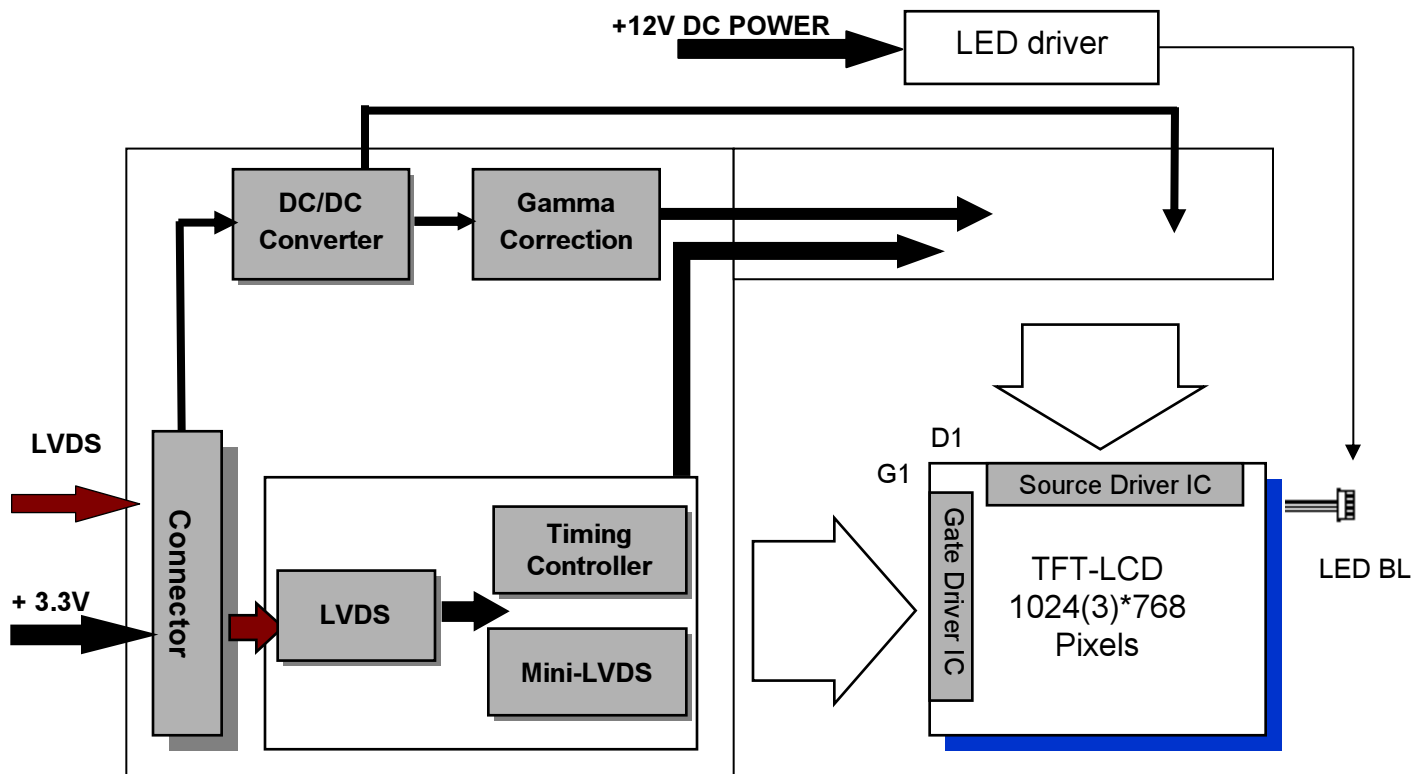 +12V DC POWER
LED driver
DC/DC
Converter
Gamma
Correction
LVDS
+ 3.3V
Connector
LVDS
Timing
Controller
Mini-LVDS
D1
G1
Source Driver IC
Gate Driver IC
TFT-LCD
1024(3)*768
Pixels
LED BL